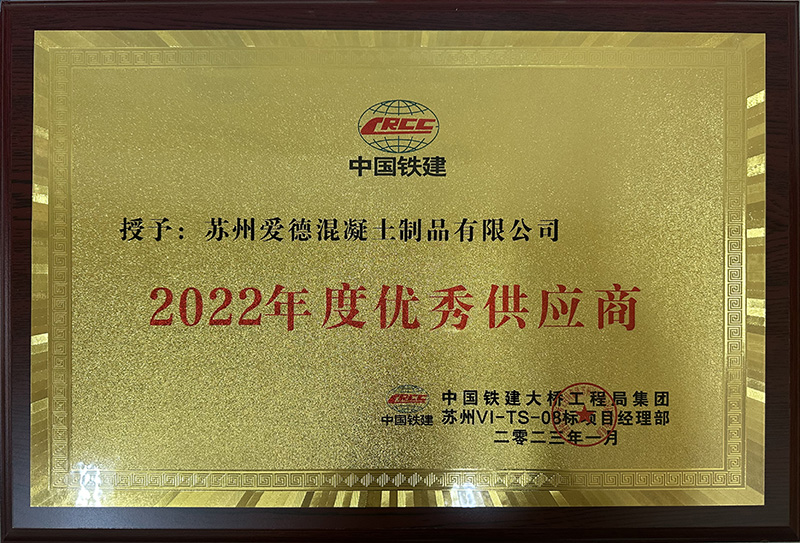 CRCC
中国铁建
授予：苏州爱德混凝土制品有限公司
2022年度优秀供应商
CRCC
中国铁建
中国铁建大桥工程局集团
苏州VI-TS-08标项目经理部
二零二三年一月